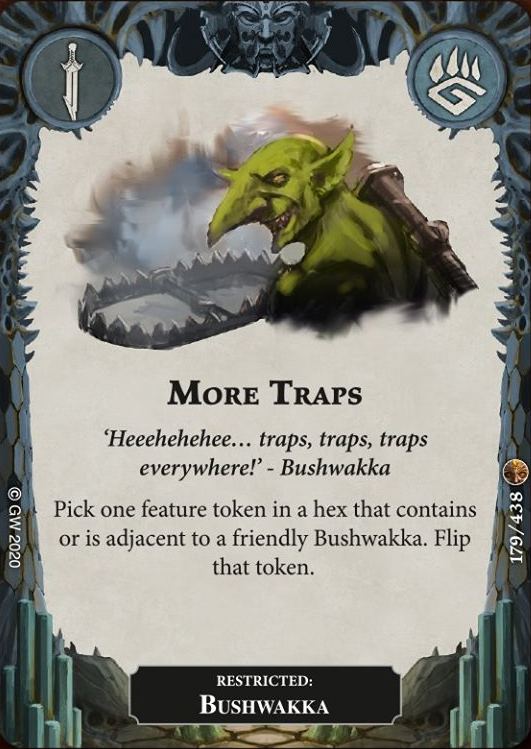 More Traps
‘Heeehehehee… traps, traps, traps
everywhere!’ - Bushwakka
Pick one feature token in a hex that contains
or is adjacent to a friendly Bushwakka. Flip
that token.
© GW 2020
179/438
RESTRICTED:
Bushwakka